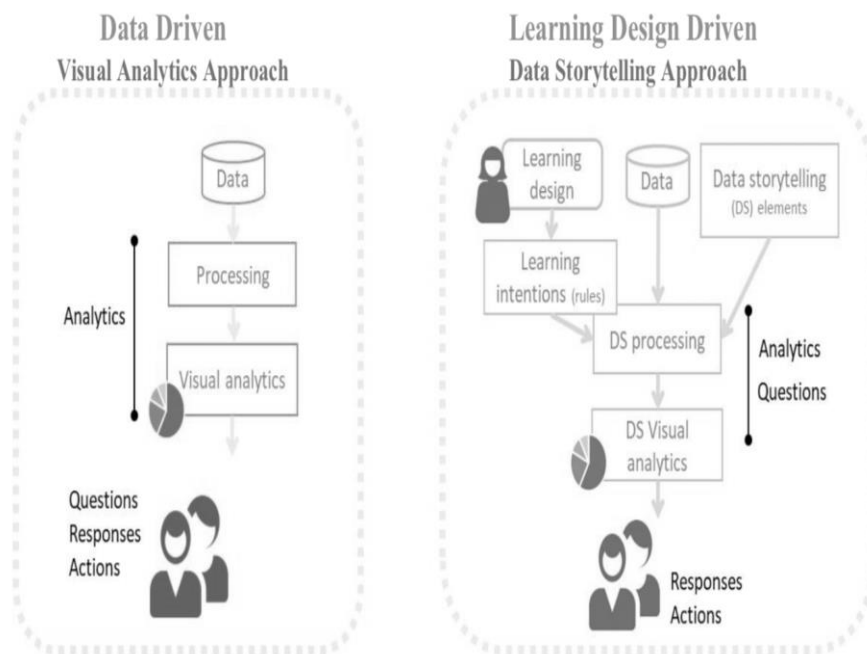 Data Driven
Visual Analytics Approach
Data
Processing
Analytics
Visual analytics
Questions
Responses
Actions
Learning Design Driven
Data Storytelling Approach
Learning
design
Data
Data storytelling
(DS) elements
Learning
intentions (rules)
DS processing
Analytics
Questions
DS Visual
analytics
Responses
Actions